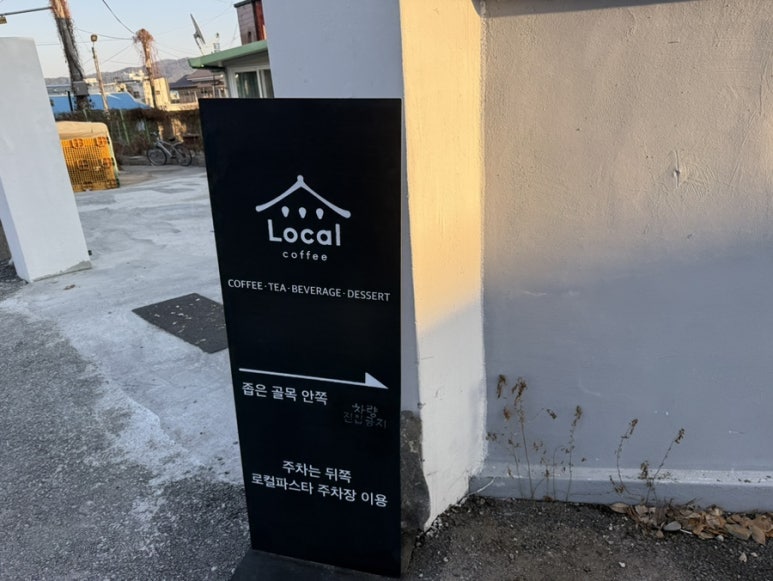 Local
coffee
COFFEE·TEA·BEVERAGE·DESSERT
좁은 골목 안쪽
차량
진입금지
주차는 뒤쪽
로컬파스타 주차장 이용